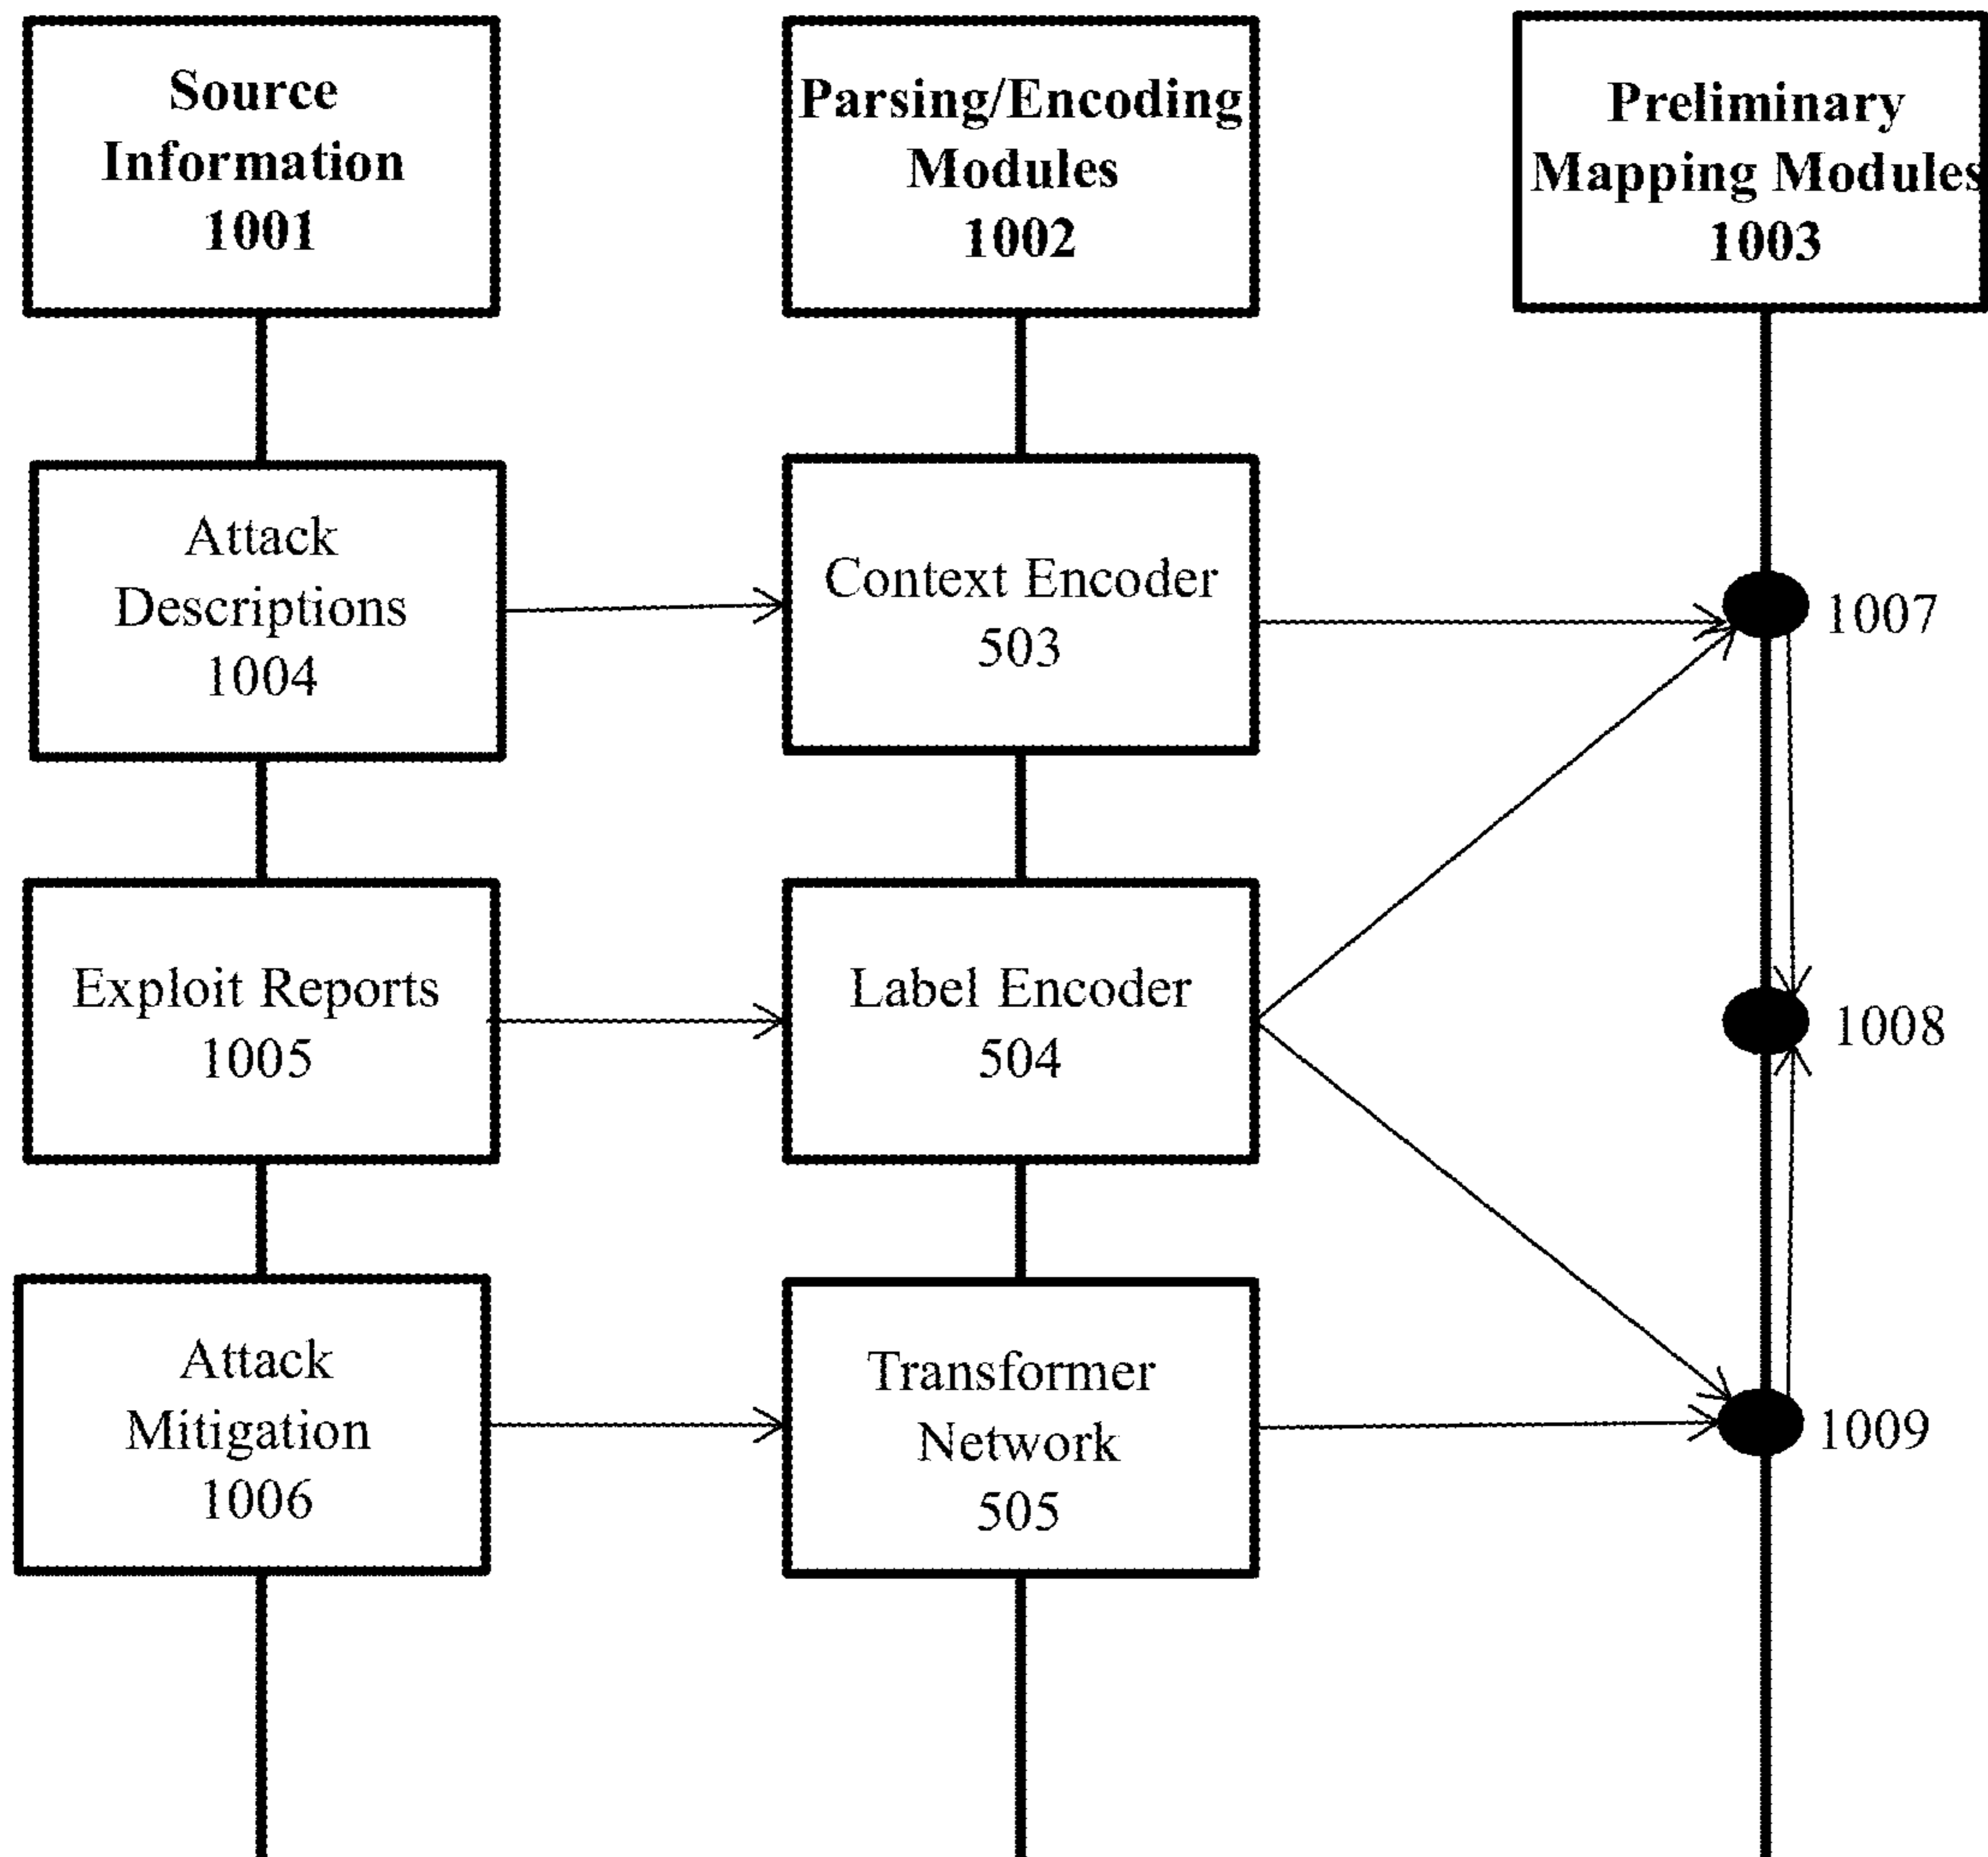 Source
Information
1001
Parsing/Encoding
Modules
1002
Preliminary
Mapping Modules
1003
Attack
Descriptions
1004
Context Encoder
503
1007
Exploit Reports
1005
Label Encoder
504
1008
Attack
Mitigation
1006
Transformer
Network
505
1009